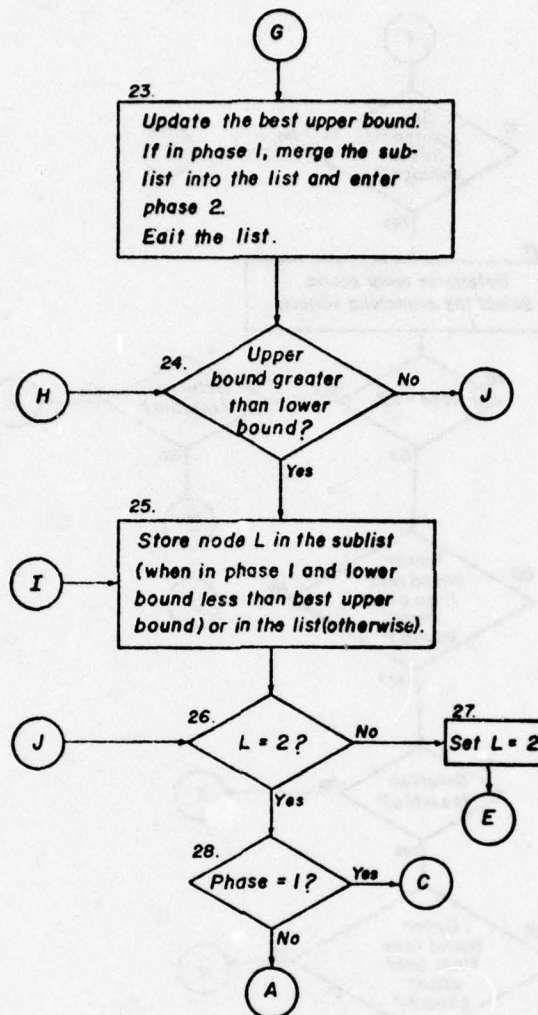 G
23.
Update the best upper bound.
If in phase 1, merge the sub-
list into the list and enter
phase 2.
Eait the list.
24.
Upper
bound greater
than lower
bound?
No
J
H
Yes
25.
Store node L in the sublist
(when in phase 1 and lower
bound less than best upper
bound) or in the list(otherwise).
I
26.
L = 2?
No
27.
Set L = 2
J
E
Yes
28.
Phase = 1?
Yes
C
No
A